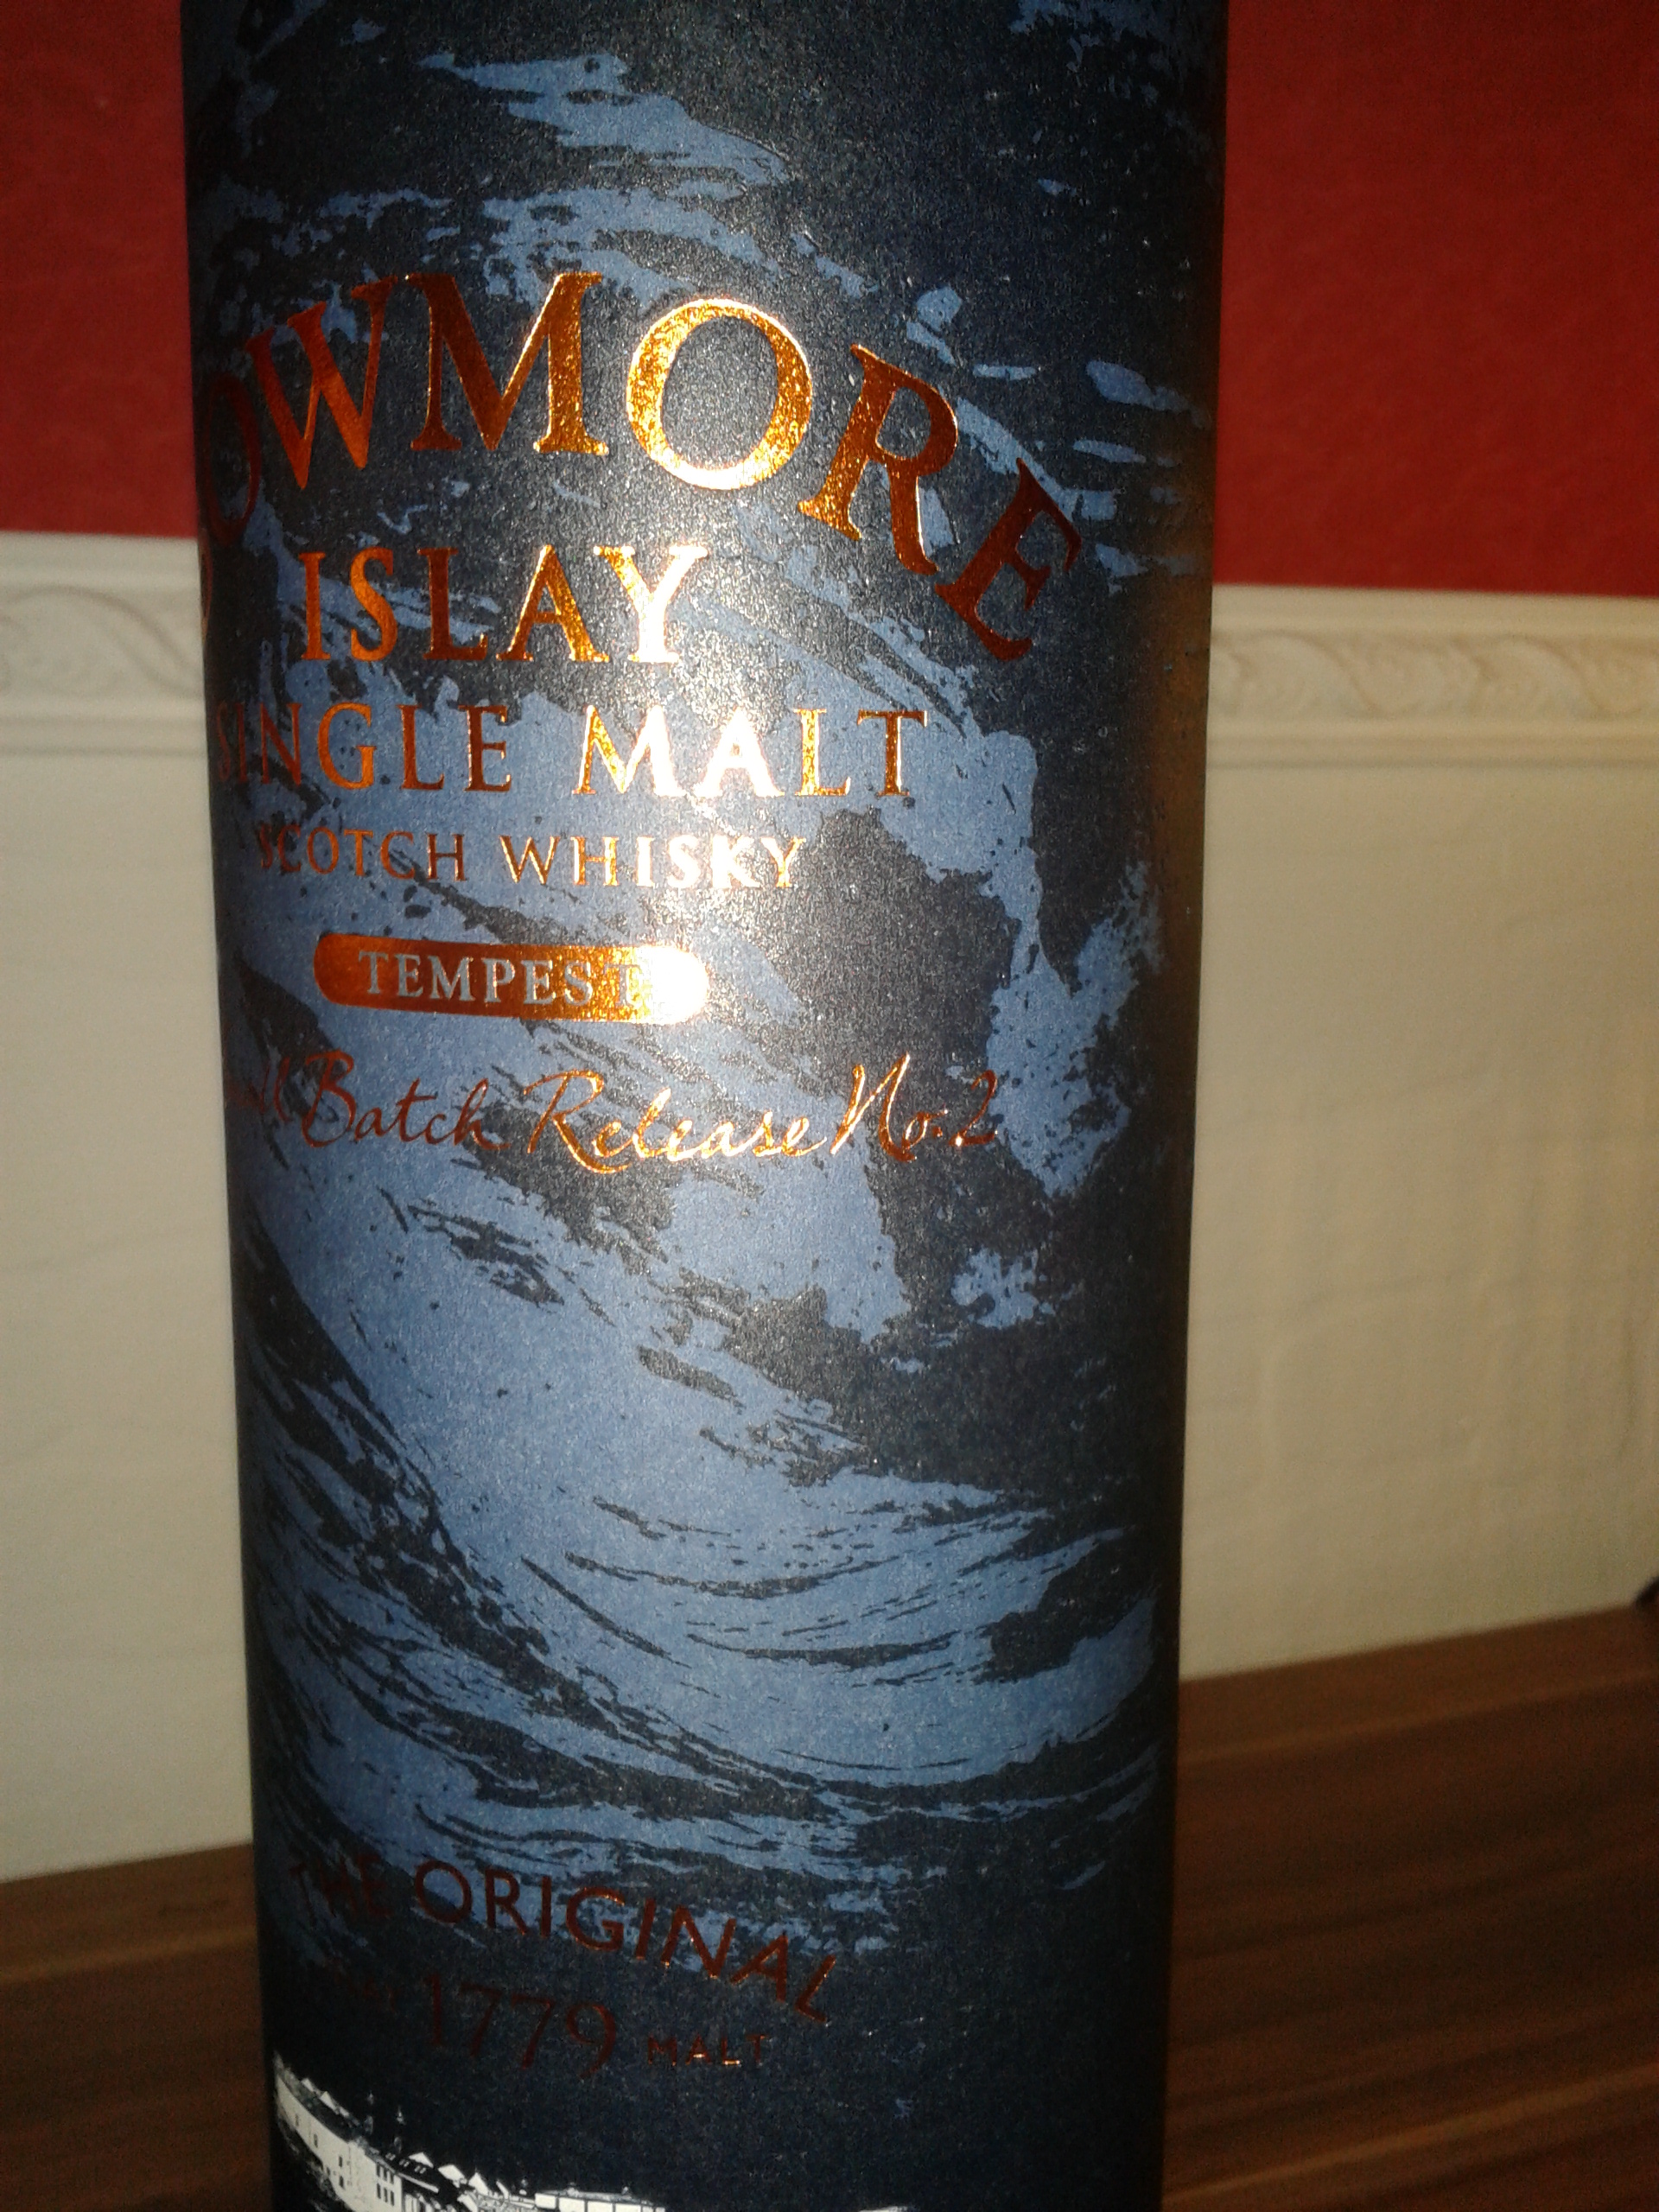 OWMORE
ISLAY
SINGLE MALT
SCOTCH WHISKY
TEMPEST
Batch Release No.2
THE ORIGINAL
1779 MALT